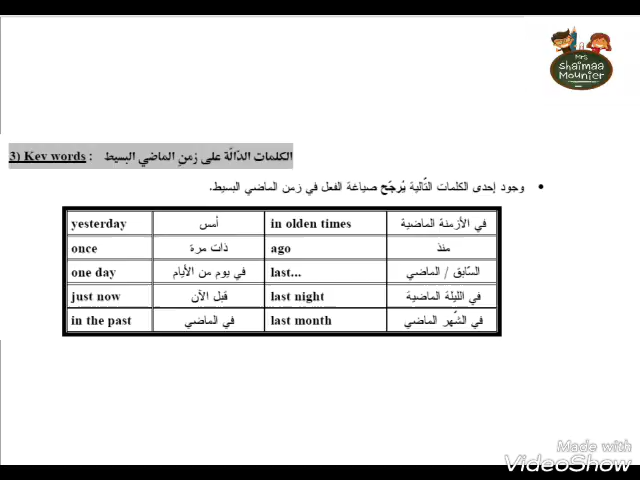 Mrs
Shaimaa
Mounier
3) Key words : الكلمات الدّالّة على زمن الماضي البسيط
• وجود إحدى الكلمات التّالية يُرجّح صياغة الفعل في زمن الماضي البسيط.
yesterday أمس in olden times في الأزمنة الماضية
once ذات مرة ago منذ
one day في يوم من الأيام last... السّابق / الماضي
just now قبل الآن last night في الليلة الماضية
in the past في الماضي last month في الشّهر الماضي
Made with
VideoShow